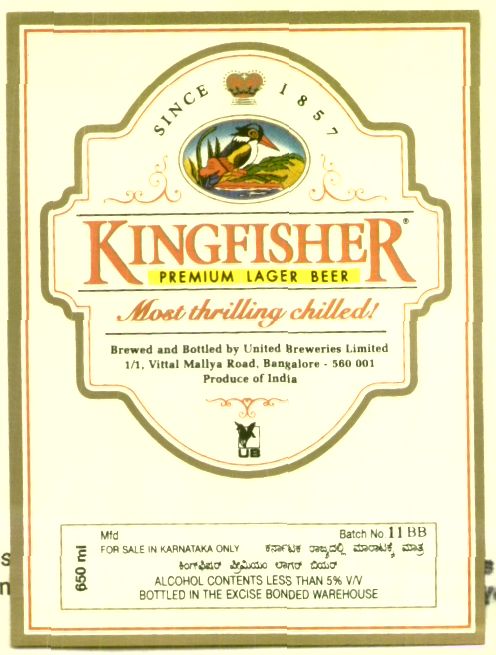 SINCE 1857
KINGFISHER®
PREMIUM LAGER BEER
Most thrilling chilled!
Brewed and Bottled by United Breweries Limited
1/1, Vittal Mallya Road, Bangalore - 560 001
Produce of India
UB
650 ml
Mfd Batch No 11 BB
FOR SALE IN KARNATAKA ONLY ಕರ್ನಾಟಕ ರಾಜ್ಯದಲ್ಲಿ ಮಾರಾಟಕ್ಕೆ ಮಾತ್ರ
ಕಿಂಗ್‌ಫಿಷರ್ ಪ್ರೀಮಿಯಂ ಲಾಗರ್ ಬಿಯರ್
ALCOHOL CONTENTS LESS THAN 5% V/V
BOTTLED IN THE EXCISE BONDED WAREHOUSE